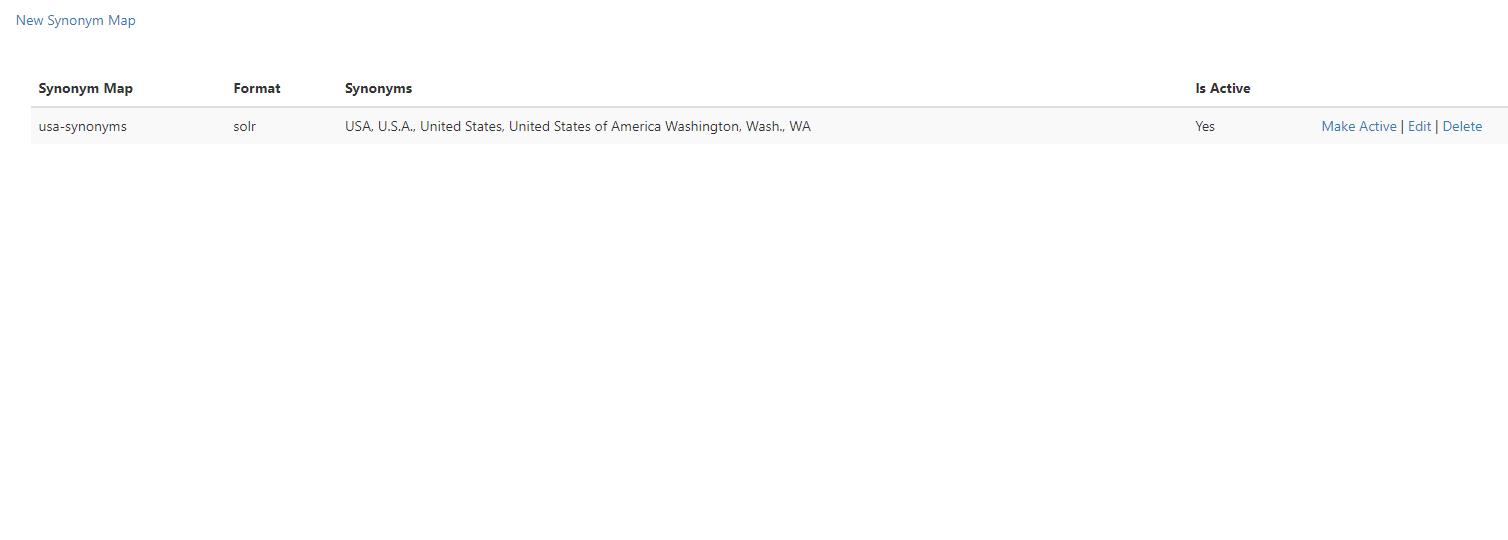 New Synonym Map
Synonym Map Format Synonyms Is Active
usa-synonyms solr USA, U.S.A., United States, United States of America Washington, Wash., WA Yes Make Active | Edit | Delete